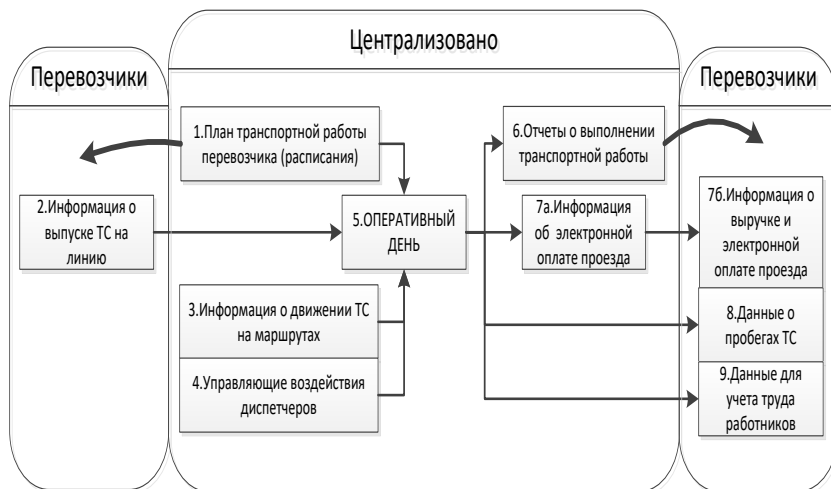 Централизовано
Перевозчики
Перевозчики
1.План транспортной работы
перевозчика (расписания)
6.Отчеты о выполнении
транспортной работы
2.Информация о
выпуске ТС на
линию
5.ОПЕРАТИВНЫЙ
ДЕНЬ
7а.Информация
об электронной
оплате проезда
7б.Информация о
выручке и
электронной
оплате проезда
3.Информация о движении ТС
на маршрутах
8.Данные о
пробегах ТС
4.Управляющие воздействия
диспетчеров
9.Данные для
учета труда
работников